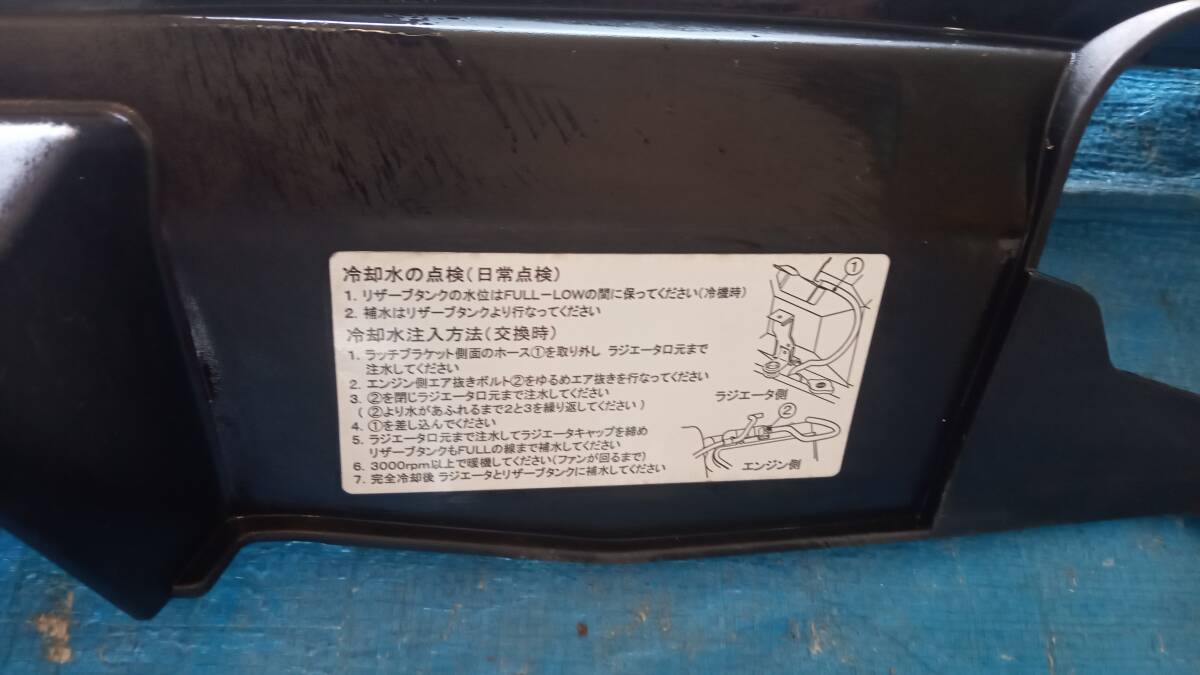 冷却水の点検(日常点検)
1. リザーブタンクの水位はFULL−LOWの間に保ってください(冷機時)
2. 補水はリザーブタンクより行なってください
冷却水注入方法(交換時)
1. ラッチブラケット側面のホース①を取り外し ラジエータ口元まで
注水してください
2. エンジン側エア抜きボルト②をゆるめエア抜きを行なってください
3. ②を閉じラジエータ口元まで注水してください
(②より水があふれるまで2と3を繰り返してください)
4. ①を差し込んでください
5. ラジエータ口元まで注水してラジエータキャップを締め
リザーブタンクもFULLの線まで補水してください
6. 3000rpm以上で暖機してください(ファンが回るまで)
7. 完全冷却後 ラジエータとリザーブタンクに補水してください
①
ラジエータ側
②
エンジン側